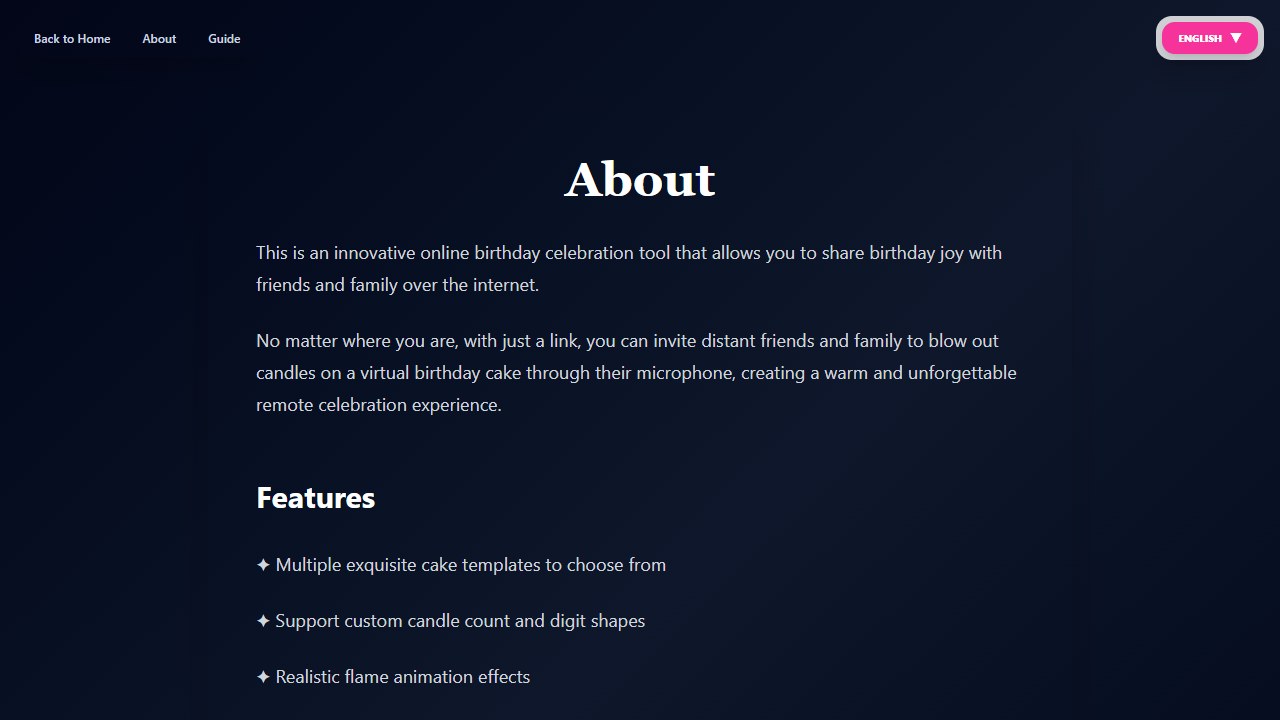 Back to Home About Guide ENGLISH ▼
About
This is an innovative online birthday celebration tool that allows you to share birthday joy with
friends and family over the internet.
No matter where you are, with just a link, you can invite distant friends and family to blow out
candles on a virtual birthday cake through their microphone, creating a warm and unforgettable
remote celebration experience.
Features
✦ Multiple exquisite cake templates to choose from
✦ Support custom candle count and digit shapes
✦ Realistic flame animation effects